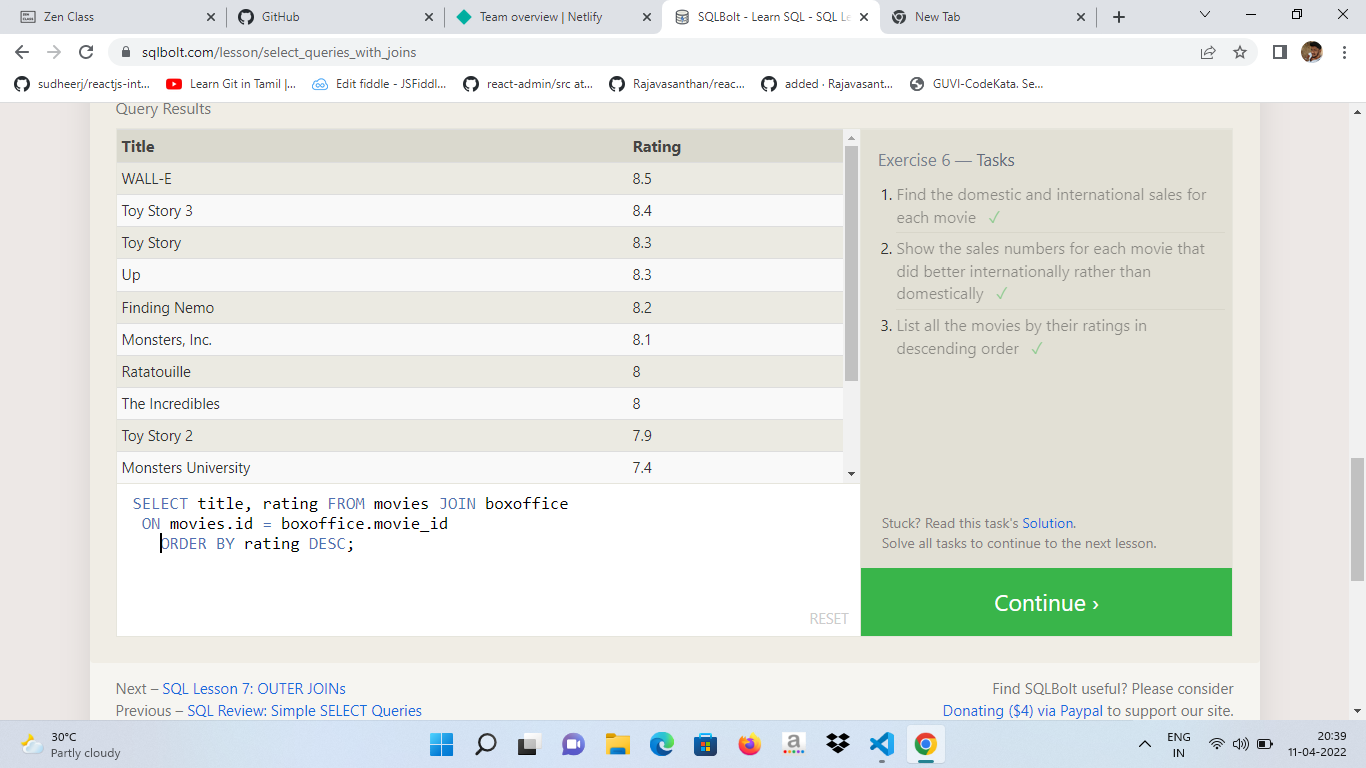 Zen Class
GitHub
Team overview | Netlify
SQLBolt - Learn SQL - SQL Le
New Tab
sqlbolt.com/lesson/select_queries_with_joins
sudheerj/reactjs-int...
Learn Git in Tamil |...
Edit fiddle - JSFiddl...
react-admin/src at...
Rajavasanthan/reac...
added · Rajavasant...
GUVI-CodeKata. Se...
Query Results
Title Rating
WALL-E 8.5
Toy Story 3 8.4
Toy Story 8.3
Up 8.3
Finding Nemo 8.2
Monsters, Inc. 8.1
Ratatouille 8
The Incredibles 8
Toy Story 2 7.9
Monsters University 7.4
SELECT title, rating FROM movies JOIN boxoffice
ON movies.id = boxoffice.movie_id
ORDER BY rating DESC;
RESET
Exercise 6 — Tasks
1. Find the domestic and international sales for
each movie ✓
2. Show the sales numbers for each movie that
did better internationally rather than
domestically ✓
3. List all the movies by their ratings in
descending order ✓
Stuck? Read this task's Solution.
Solve all tasks to continue to the next lesson.
Continue ›
Next – SQL Lesson 7: OUTER JOINs
Previous – SQL Review: Simple SELECT Queries
Find SQLBolt useful? Please consider
Donating ($4) via Paypal to support our site.
30°C
Partly cloudy
ENG
IN
20:39
11-04-2022